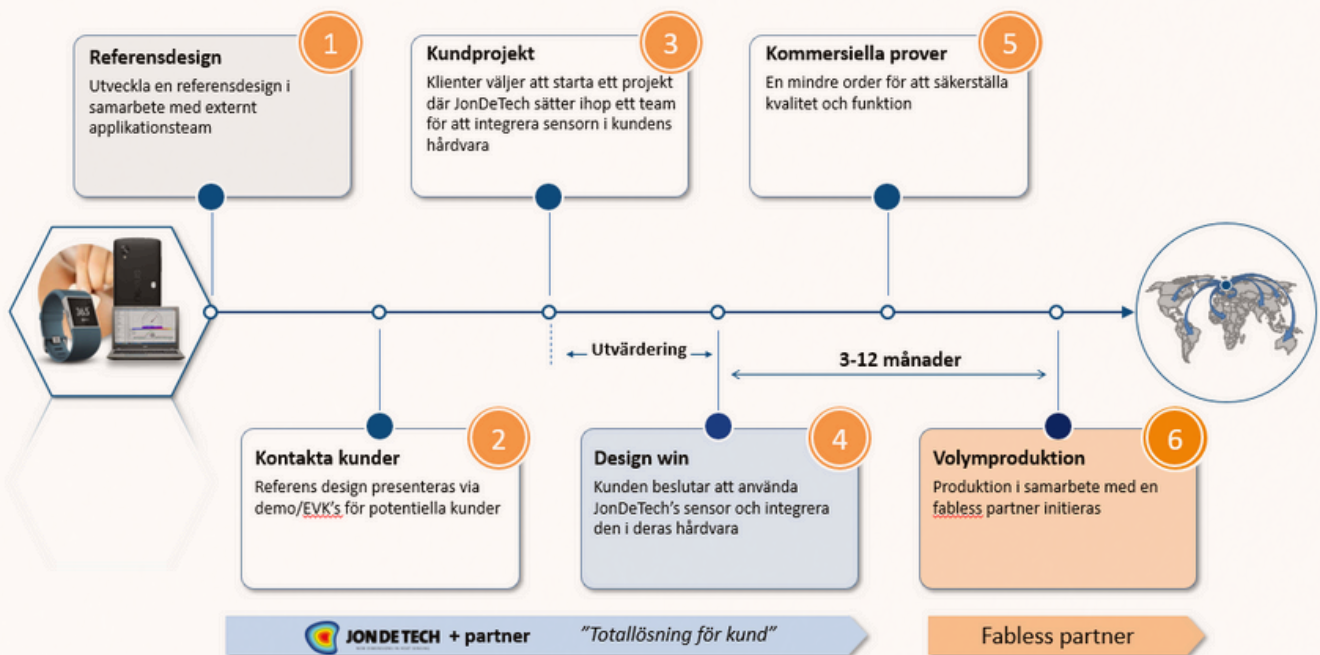 1
Referensdesign
Utveckla en referensdesign i
samarbete med externt
applikationsteam
3
Kundprojekt
Klienter väljer att starta ett projekt
där JonDeTech sätter ihop ett team
för att integrera sensorn i kundens
hårdvara
5
Kommersiella prover
En mindre order för att säkerställa
kvalitet och funktion
365
Utvärdering
3-12 månader
2
Kontakta kunder
Referens design presenteras via
demo/EVK's för potentiella kunder
4
Design win
Kunden beslutar att använda
JonDeTech's sensor och integrera
den i deras hårdvara
6
Volymproduktion
Produktion i samarbete med en
fabless partner initieras
JONDETECH + partner "Totallösning för kund"
Fabless partner